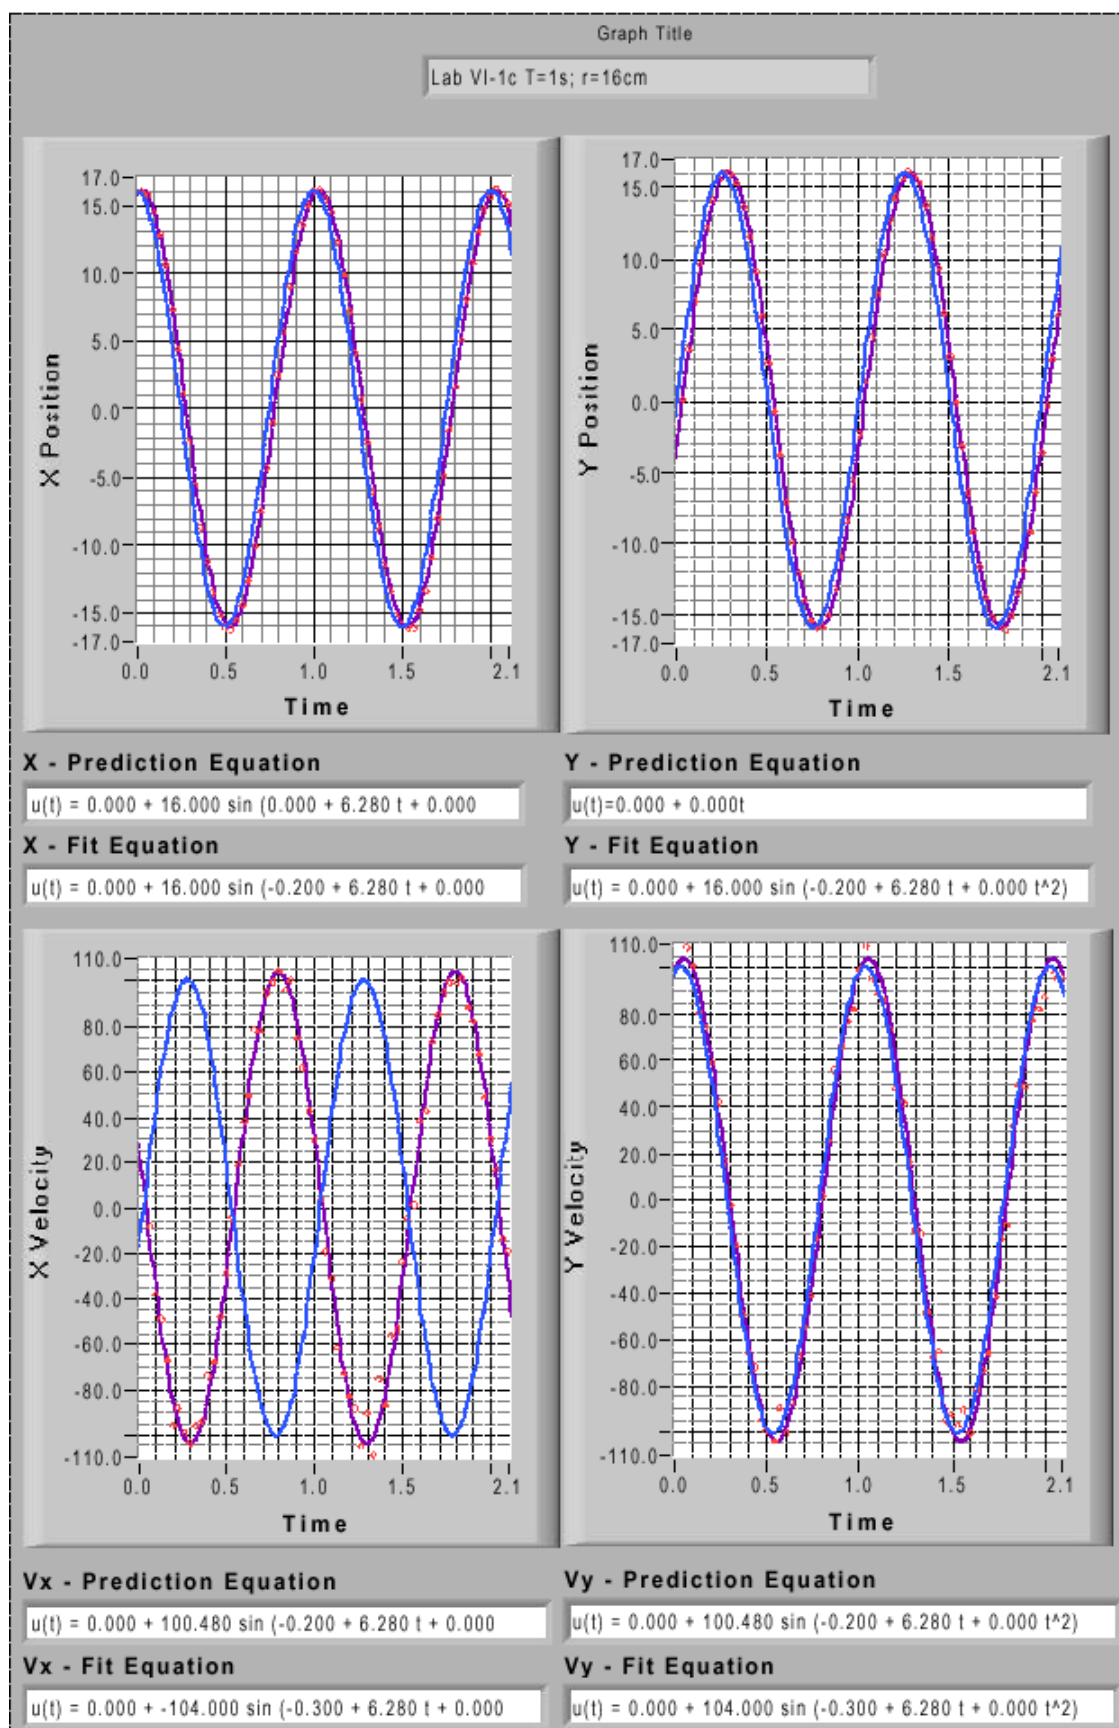 Graph Title
Lab VI-1c T=1s; r=16cm
17.0
15.0
10.0
5.0
0.0
-5.0
-10.0
-15.0
-17.0
X Position
0.0 0.5 1.0 1.5 2.1
Time
17.0
15.0
10.0
5.0
0.0
-5.0
-10.0
-15.0
-17.0
Y Position
0.0 0.5 1.0 1.5 2.1
Time
X - Prediction Equation
u(t) = 0.000 + 16.000 sin (0.000 + 6.280 t + 0.000
Y - Prediction Equation
u(t)=0.000 + 0.000t
X - Fit Equation
u(t) = 0.000 + 16.000 sin (-0.200 + 6.280 t + 0.000
Y - Fit Equation
u(t) = 0.000 + 16.000 sin (-0.200 + 6.280 t + 0.000 t^2)
110.0
80.0
60.0
40.0
20.0
0.0
-20.0
-40.0
-60.0
-80.0
-110.0
X Velocity
0.0 0.5 1.0 1.5 2.1
Time
110.0
80.0
60.0
40.0
20.0
0.0
-20.0
-40.0
-60.0
-80.0
-110.0
Y Velocity
0.0 0.5 1.0 1.5 2.1
Time
Vx - Prediction Equation
u(t) = 0.000 + 100.480 sin (-0.200 + 6.280 t + 0.000
Vy - Prediction Equation
u(t) = 0.000 + 100.480 sin (-0.200 + 6.280 t + 0.000 t^2)
Vx - Fit Equation
u(t) = 0.000 + -104.000 sin (-0.300 + 6.280 t + 0.000
Vy - Fit Equation
u(t) = 0.000 + 104.000 sin (-0.300 + 6.280 t + 0.000 t^2)